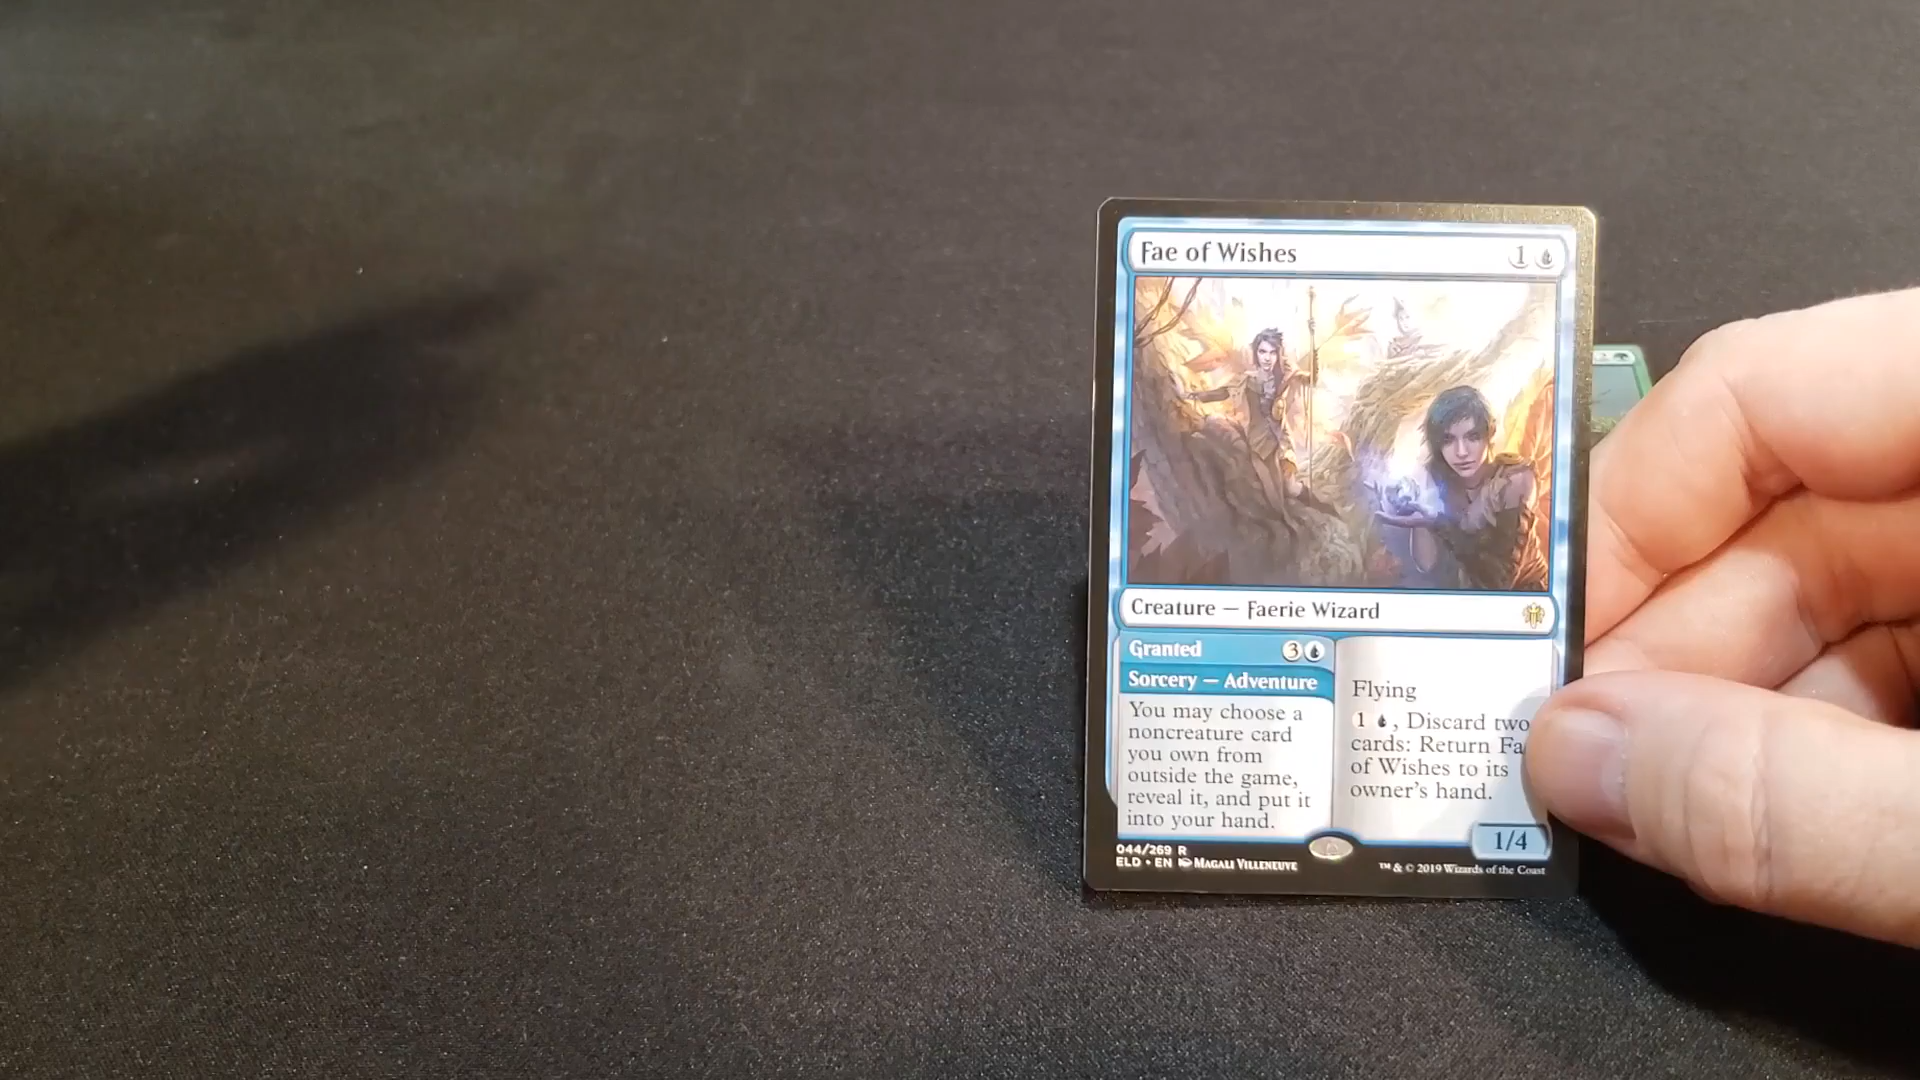 Fae of Wishes 1
Creature — Faerie Wizard
Granted 3
Sorcery — Adventure
You may choose a
noncreature card
you own from
outside the game,
reveal it, and put it
into your hand.
Flying
1 , Discard two
cards: Return Fa
of Wishes to its
owner's hand.
1/4
044/269 R
ELD • EN MAGALI VILLENEUVE
™ & © 2019 Wizards of the Coast